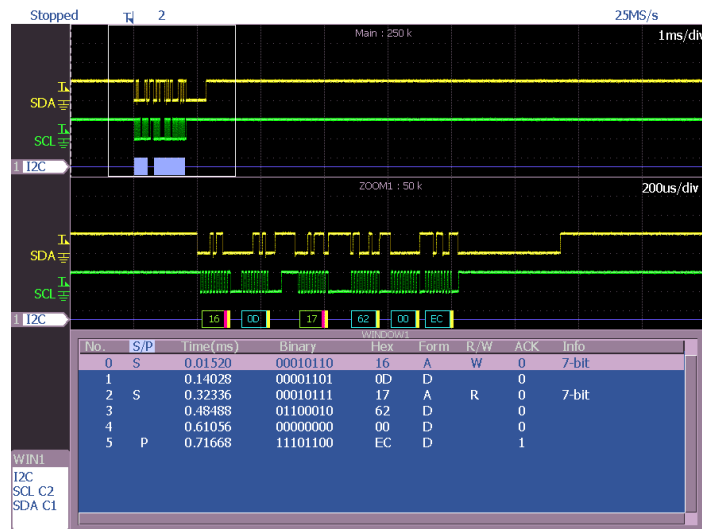 Stopped T 2 25MS/s
Main : 250 k 1ms/div
SDA
SCL
1 I2C
ZOOM1 : 50 k 200us/div
SDA
SCL
1 I2C 16 0D 17 62 00 EC
WINDOW1
No. S/P Time(ms) Binary Hex Form R/W ACK Info
0 S 0.01520 00010110 16 A W 0 7-bit
1 0.14028 00001101 0D D 0
2 S 0.32336 00010111 17 A R 0 7-bit
3 0.48488 01100010 62 D 0
4 0.61056 00000000 00 D 0
5 P 0.71668 11101100 EC D 1
WIN1
I2C
SCL C2
SDA C1